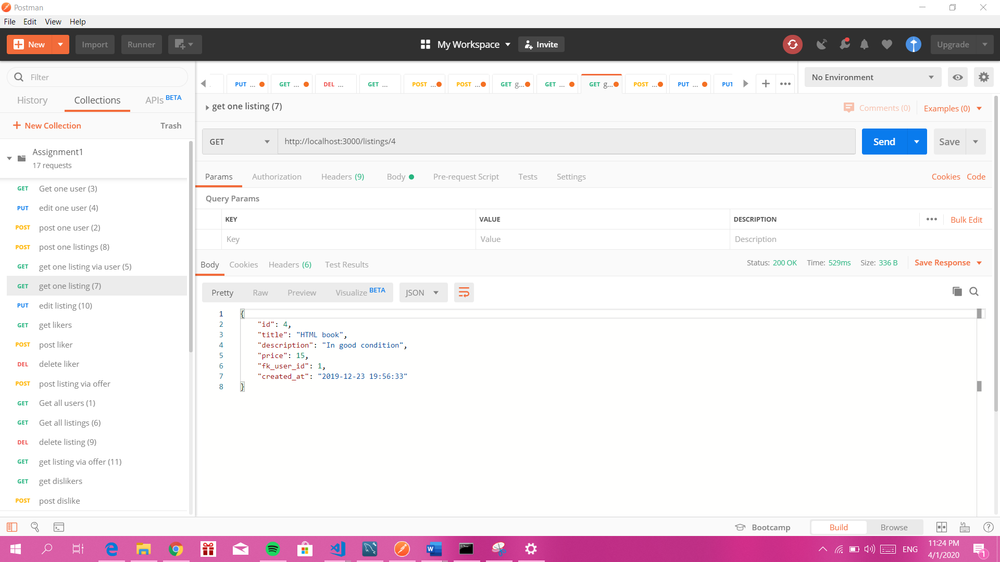 Postman
File Edit View Help
New Import Runner My Workspace Invite Upgrade
Filter
History Collections APIs BETA
New Collection Trash
Assignment1
17 requests
GET Get one user (3)
PUT edit one user (4)
POST post one user (2)
POST post one listings (8)
GET get one listing via user (5)
GET get one listing (7)
PUT edit listing (10)
GET get likers
POST post liker
DEL delete liker
POST post listing via offer
GET Get all users (1)
GET Get all listings (6)
DEL delete listing (9)
GET get listing via offer (11)
GET get dislikers
POST post dislike
PUT ... GET ... DEL ... GET ... POST ... POST ... GET g... GET ... GET g... POST ... PUT ... PUT
No Environment
get one listing (7)
Comments (0) Examples (0)
GET http://localhost:3000/listings/4 Send Save
Params Authorization Headers (9) Body Pre-request Script Tests Settings Cookies Code
Query Params
KEY VALUE DESCRIPTION Bulk Edit
Key Value Description
Body Cookies Headers (6) Test Results Status: 200 OK Time: 529ms Size: 336 B Save Response
Pretty Raw Preview Visualize BETA JSON
1 {
2 "id": 4,
3 "title": "HTML book",
4 "description": "In good condition",
5 "price": 15,
6 "fk_user_id": 1,
7 "created_at": "2019-12-23 19:56:33"
8 }
Bootcamp Build Browse
ENG 11:24 PM
4/1/2020
1